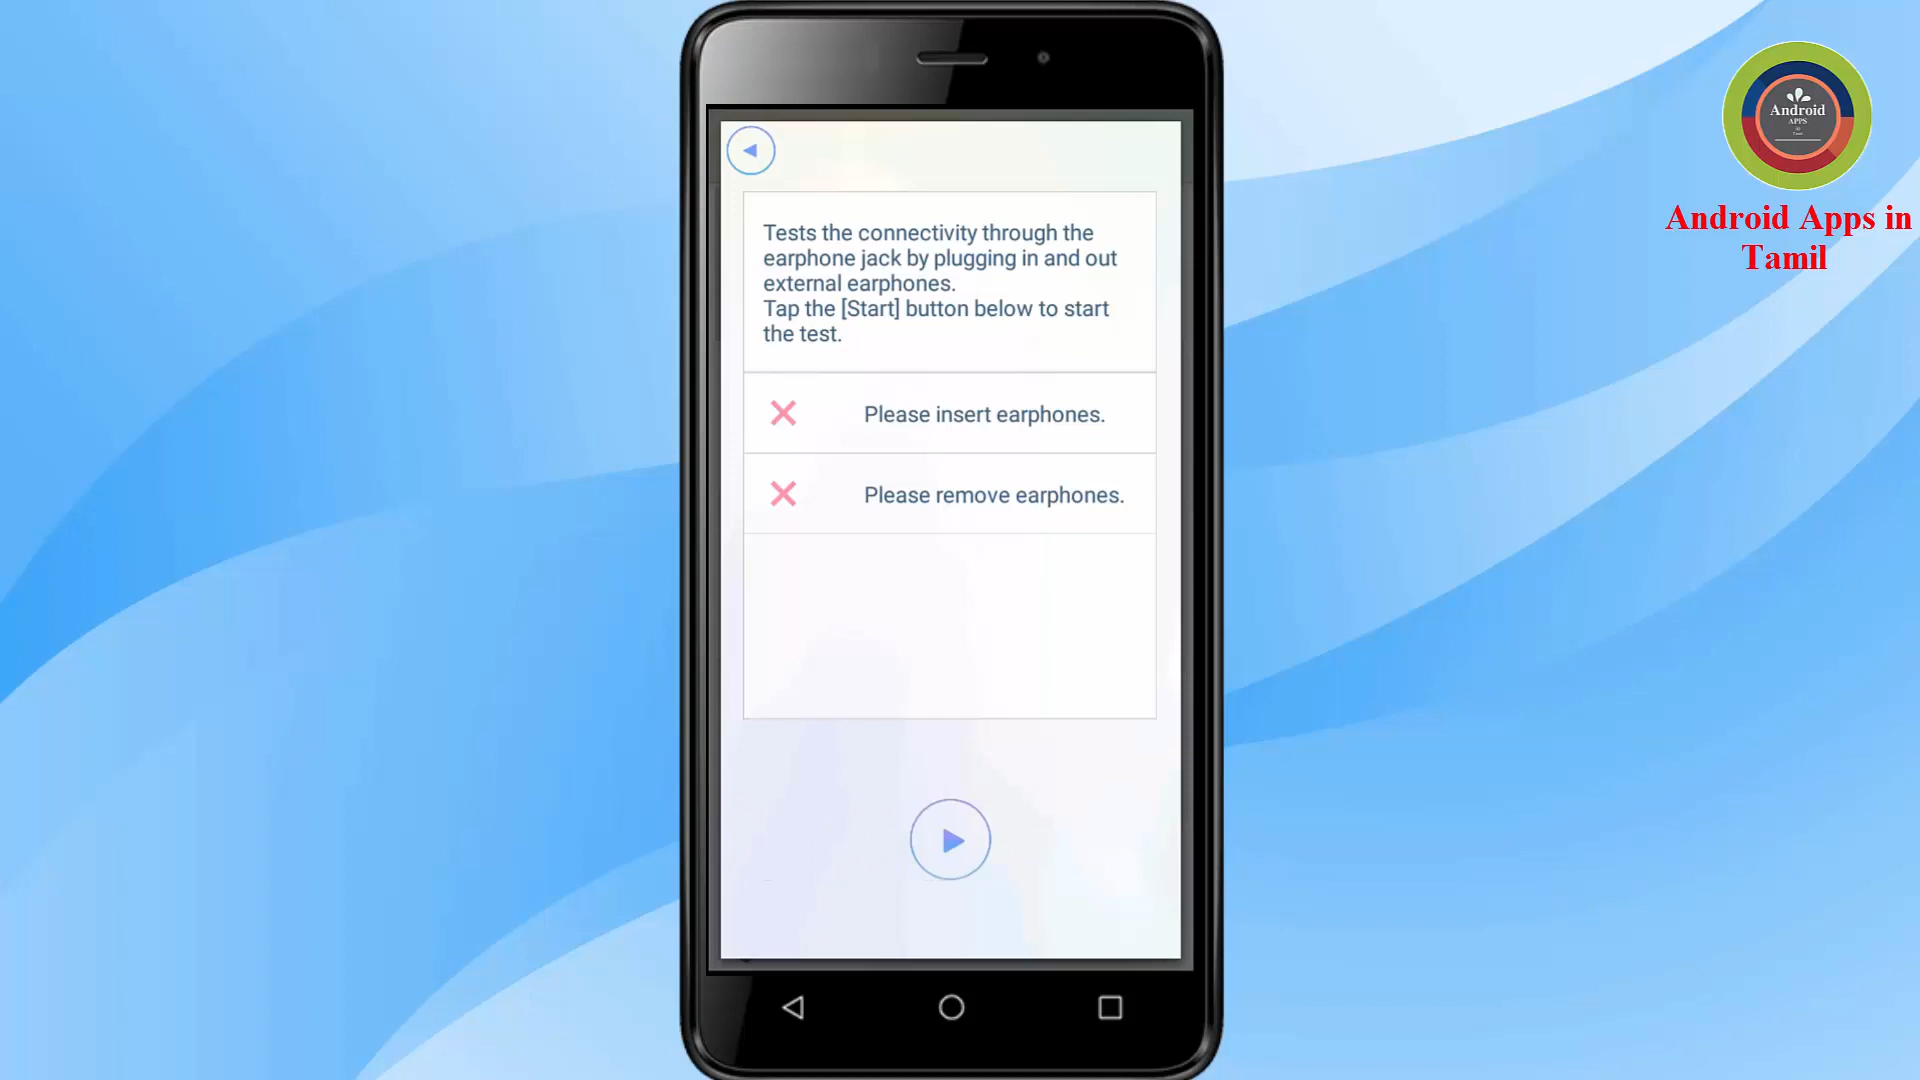 Android
APPS
Android Apps in
Tamil
Tests the connectivity through the
earphone jack by plugging in and out
external earphones.
Tap the [Start] button below to start
the test.
Please insert earphones.
Please remove earphones.